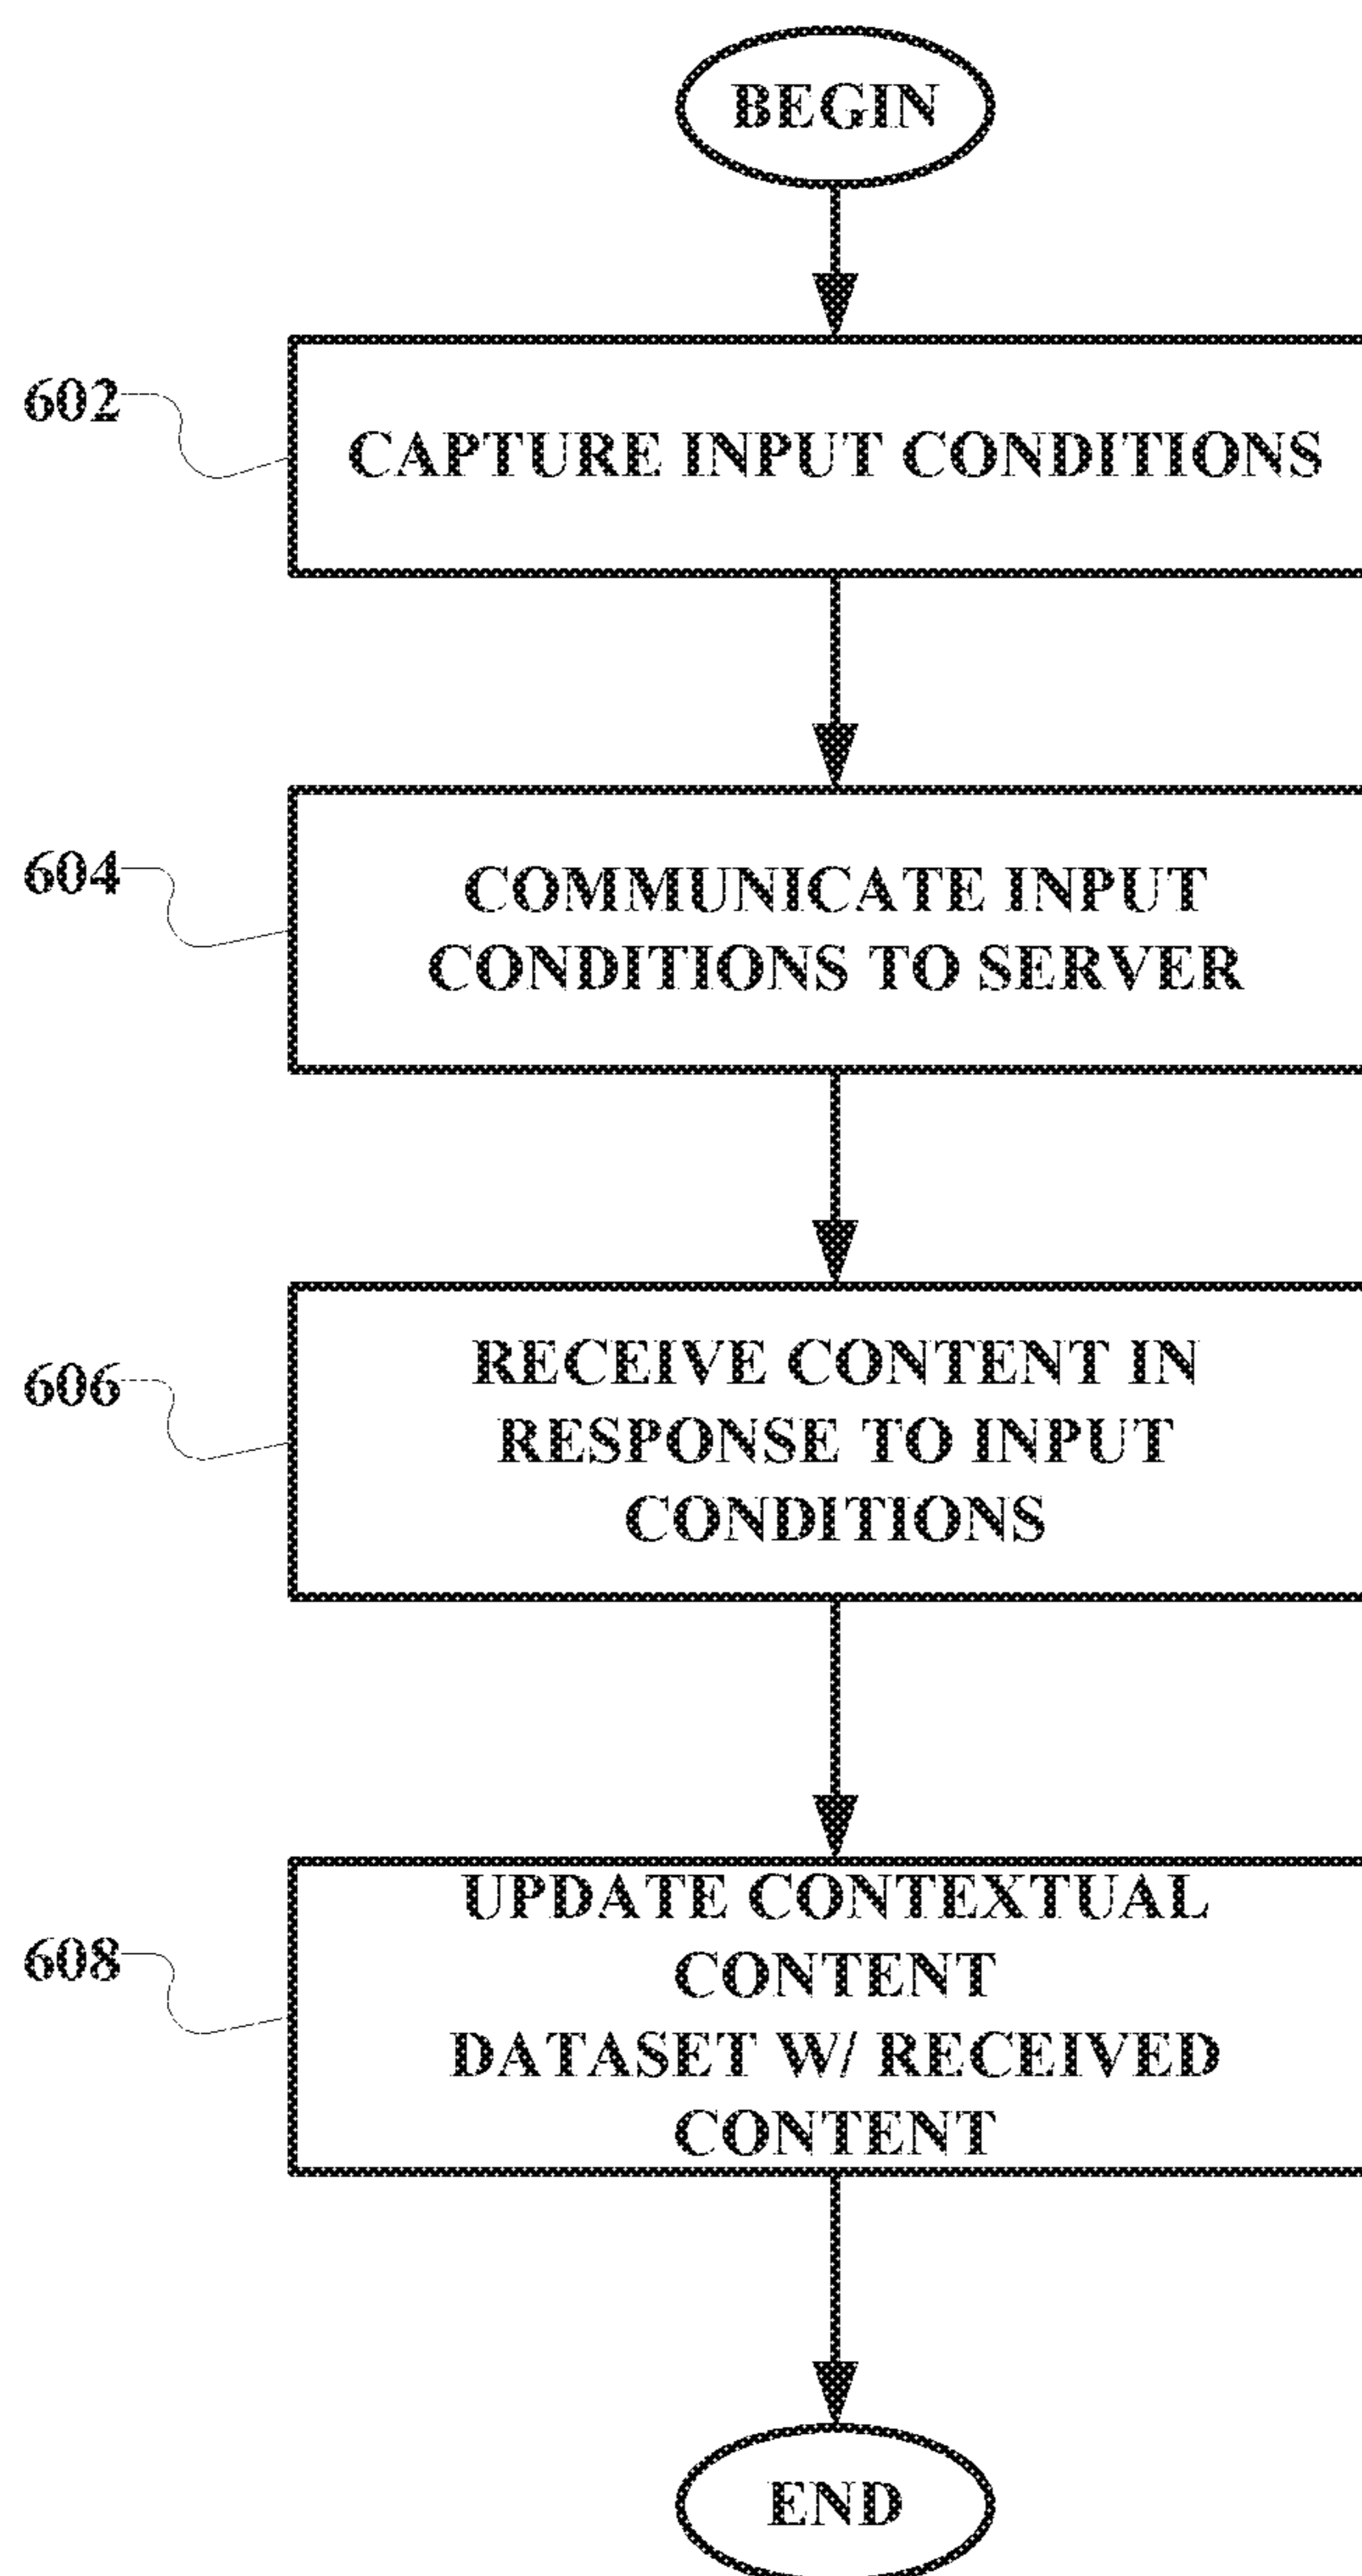 BEGIN
602
CAPTURE INPUT CONDITIONS
604
COMMUNICATE INPUT
CONDITIONS TO SERVER
606
RECEIVE CONTENT IN
RESPONSE TO INPUT
CONDITIONS
608
UPDATE CONTEXTUAL
CONTENT
DATASET W/ RECEIVED
CONTENT
END